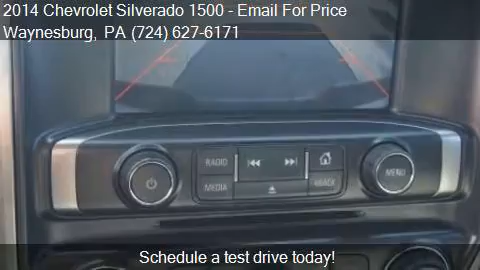 2014 Chevrolet Silverado 1500 - Email For Price
Waynesburg, PA (724) 627-6171
RADIO
MEDIA
BACK
MENU
Schedule a test drive today!